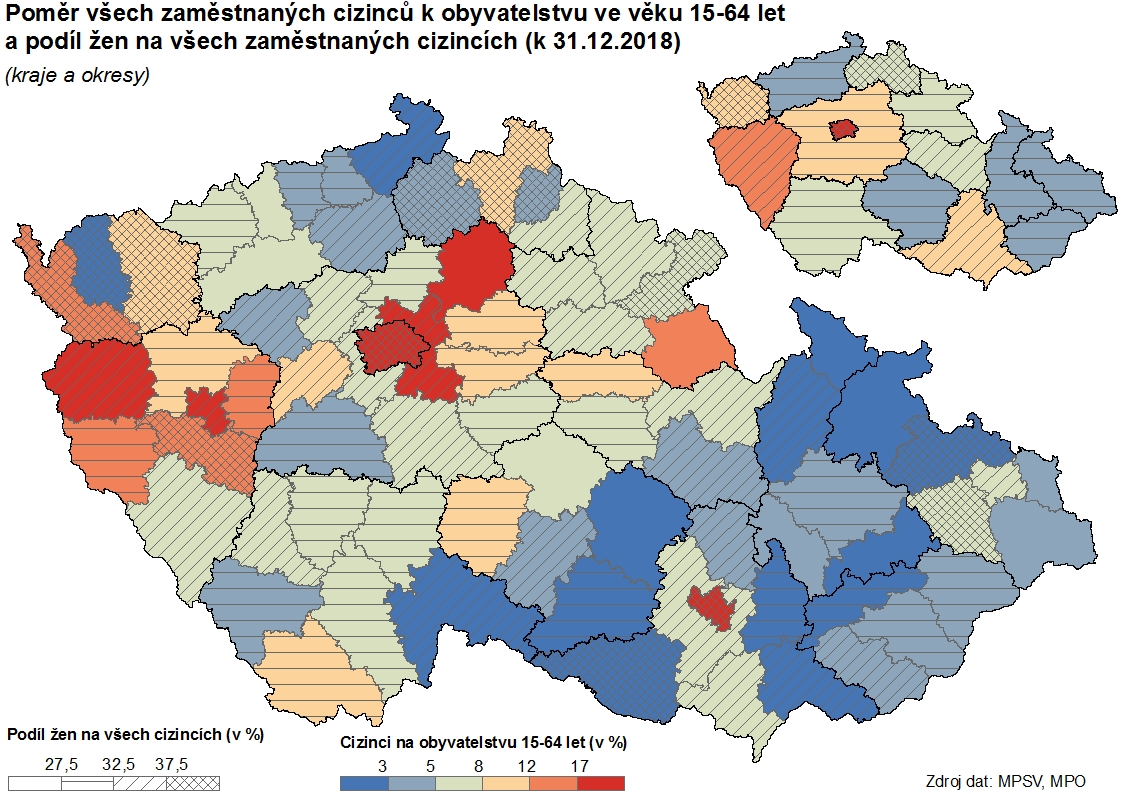 Poměr všech zaměstnaných cizinců k obyvatelstvu ve věku 15-64 let
a podíl žen na všech zaměstnaných cizincích (k 31.12.2018)
(kraje a okresy)
Podíl žen na všech cizincích (v %)
27,5 32,5 37,5
Cizinci na obyvatelstvu 15-64 let (v %)
3 5 8 12 17
Zdroj dat: MPSV, MPO